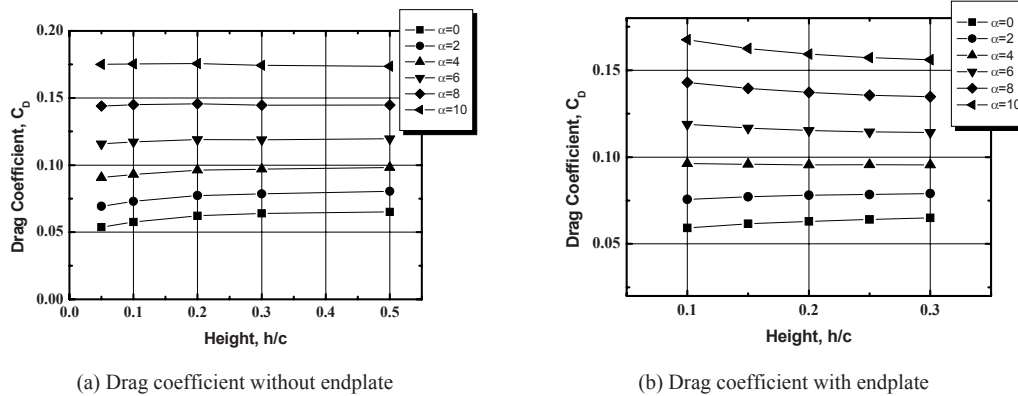 0.20
0.15
0.10
0.05
0.00
Drag Coefficient, C_D
0.0 0.1 0.2 0.3 0.4 0.5
Height, h/c
α=0
α=2
α=4
α=6
α=8
α=10
(a) Drag coefficient without endplate
0.15
0.10
0.05
Drag Coefficient, C_D
0.1 0.2 0.3
Height, h/c
α=0
α=2
α=4
α=6
α=8
α=10
(b) Drag coefficient with endplate